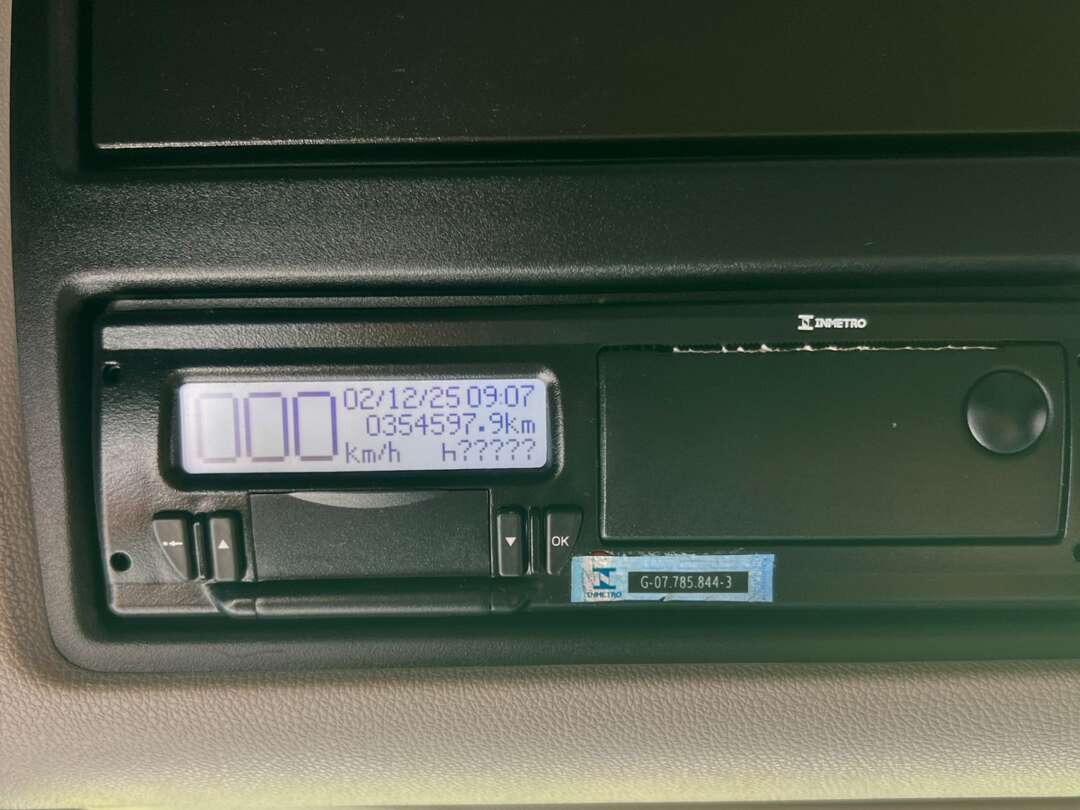 INMETRO
000 km/h
02/12/25 09:07
0354597.9km
h?????
OK
INMETRO
G-07.785.844-3